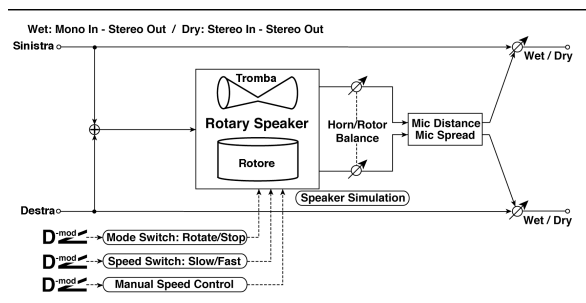 Wet: Mono In - Stereo Out / Dry: Stereo In - Stereo Out
Sinistra
Wet / Dry
Tromba
Rotary Speaker
Rotore
Horn/Rotor
Balance
Mic Distance
Mic Spread
Speaker Simulation
Destra
Wet / Dry
D-mod Mode Switch: Rotate/Stop
D-mod Speed Switch: Slow/Fast
D-mod Manual Speed Control